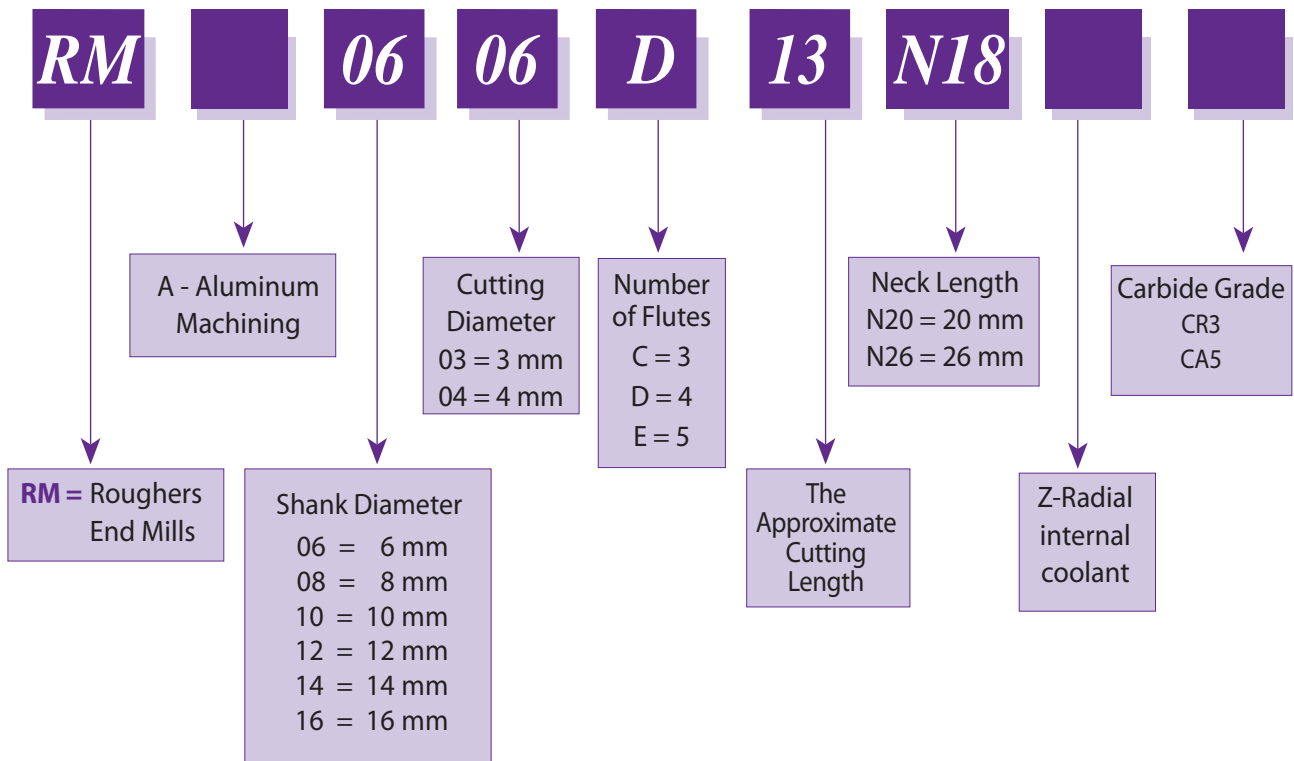 RM 06 06 D 13 N18
A - Aluminum
Machining
Cutting
Diameter
03 = 3 mm
04 = 4 mm
Number
of Flutes
C = 3
D = 4
E = 5
Neck Length
N20 = 20 mm
N26 = 26 mm
Carbide Grade
CR3
CA5
RM = Roughers
End Mills
Shank Diameter
06 = 6 mm
08 = 8 mm
10 = 10 mm
12 = 12 mm
14 = 14 mm
16 = 16 mm
The
Approximate
Cutting
Length
Z-Radial
internal
coolant